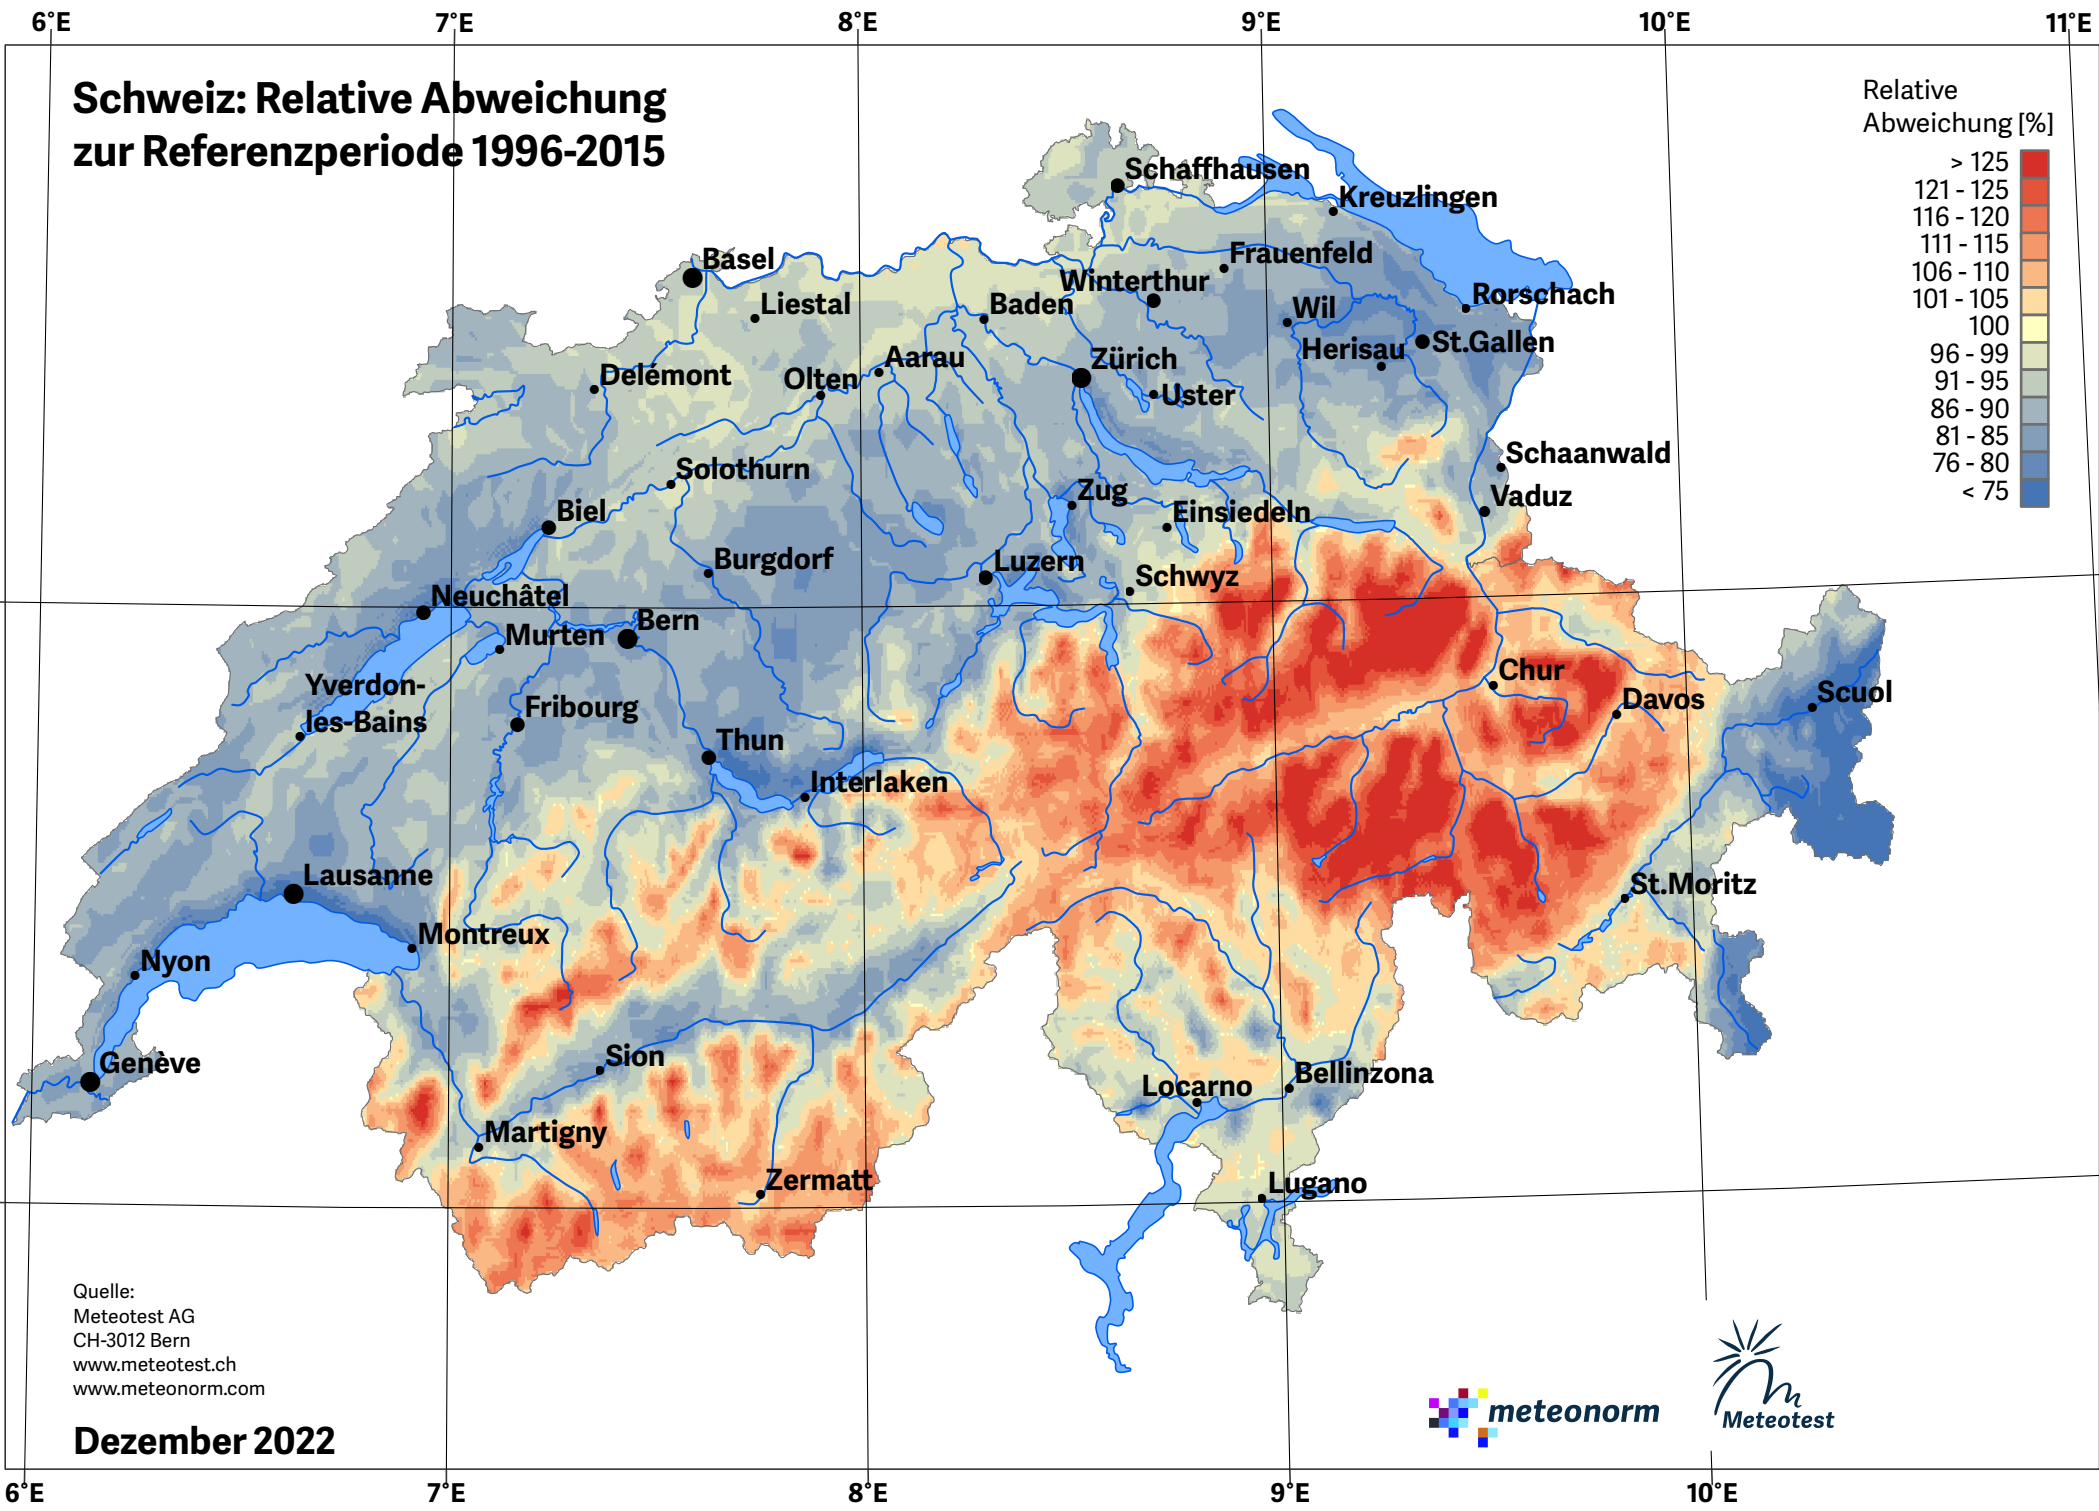 6°E 7°E 8°E 9°E 10°E 11°E
Schweiz: Relative Abweichung
zur Referenzperiode 1996-2015
Relative
Abweichung [%]
> 125
121 - 125
116 - 120
111 - 115
106 - 110
101 - 105
100
96 - 99
91 - 95
86 - 90
81 - 85
76 - 80
< 75
Schaffhausen
Kreuzlingen
Basel
Frauenfeld
Winterthur
Liestal
Baden
Wil
Rorschach
Herisau
St.Gallen
Aarau
Zürich
Delémont
Olten
Uster
Schaanwald
Solothurn
Zug
Vaduz
Biel
Einsiedeln
Burgdorf
Luzern
Schwyz
Neuchâtel
Bern
Murten
Chur
Yverdon-
les-Bains
Davos
Scuol
Fribourg
Thun
Interlaken
Lausanne
St.Moritz
Montreux
Nyon
Sion
Genève
Bellinzona
Locarno
Martigny
Zermatt
Lugano
Quelle:
Meteotest AG
CH-3012 Bern
www.meteotest.ch
www.meteonorm.com
Dezember 2022
meteonorm
Meteotest
6°E 7°E 8°E 9°E 10°E